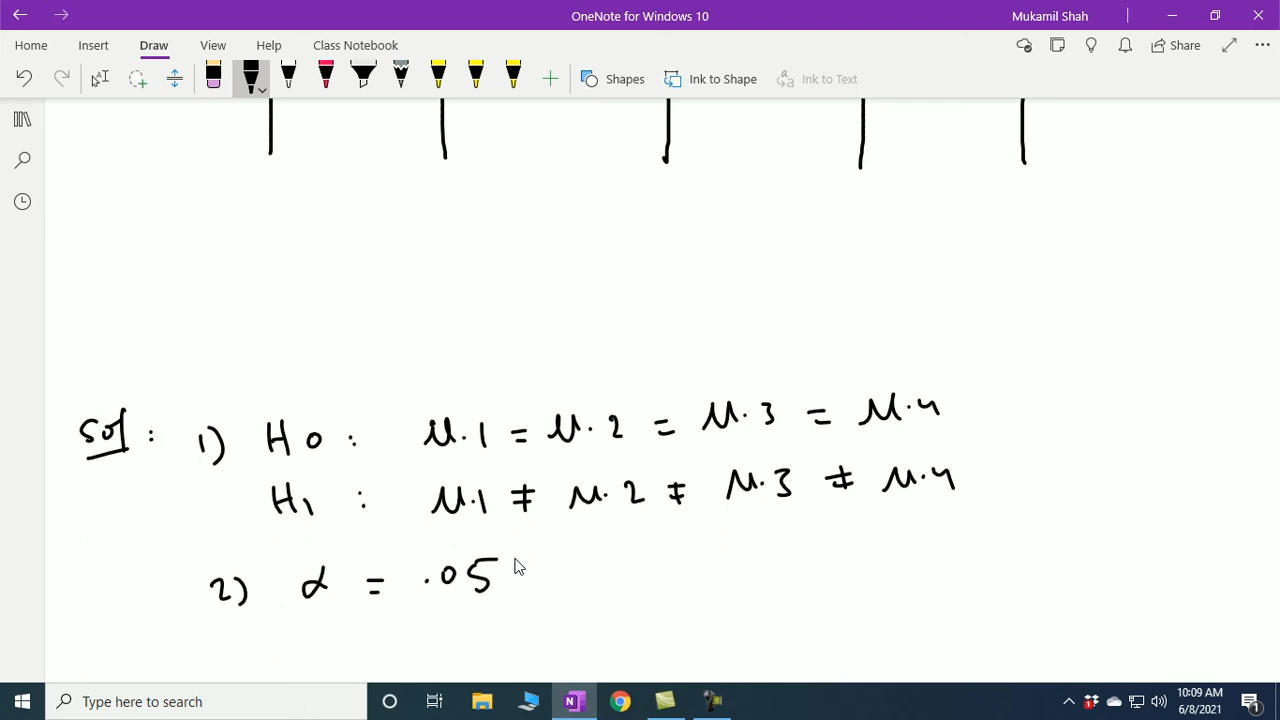 OneNote for Windows 10
Mukamil Shah
Home Insert Draw View Help Class Notebook
Share
Shapes Ink to Shape Ink to Text
Sol : 1) H0 : μ.1 = μ.2 = μ.3 = μ.4
H1 : μ.1 ≠ μ.2 ≠ μ.3 ≠ μ.4
2) α = .05
Type here to search
10:09 AM
6/8/2021